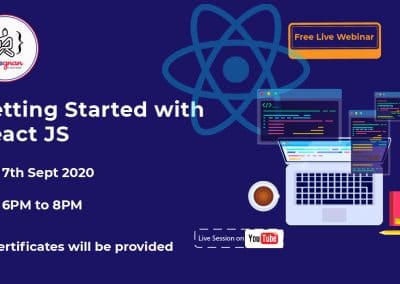 Free Live Webinar
etting Started with
eact JS
7th Sept 2020
6PM to 8PM
ertificates will be provided
Live Session on YouTube